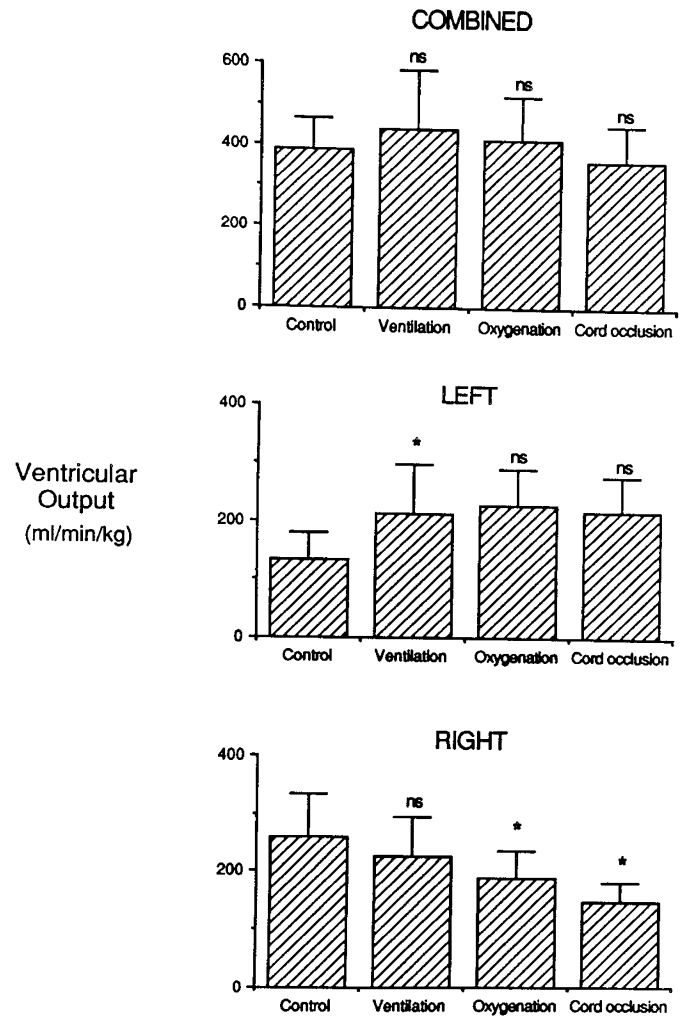 COMBINED
600
ns
ns
ns
400
200
0
Control Ventilation Oxygenation Cord occlusion
LEFT
400
*
ns
ns
Ventricular
Output
(ml/min/kg)
200
0
Control Ventilation Oxygenation Cord occlusion
RIGHT
400
ns
*
*
200
0
Control Ventilation Oxygenation Cord occlusion